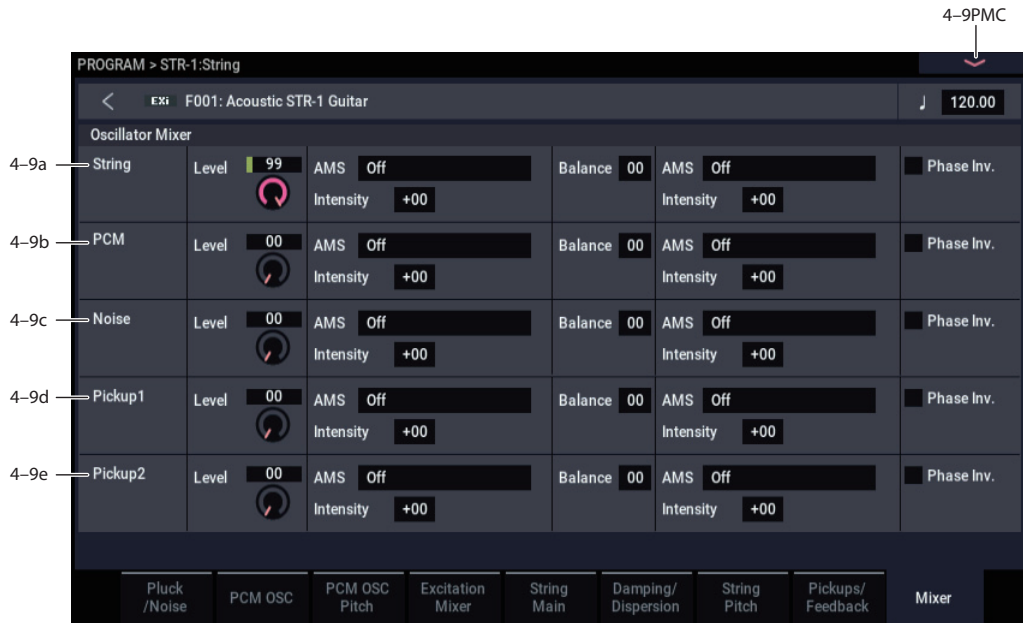 4–9PMC
PROGRAM > STR-1:String
EXi F001: Acoustic STR-1 Guitar ♩ 120.00
Oscillator Mixer
4–9a String Level 99 AMS Off Balance 00 AMS Off Phase Inv.
Intensity +00 Intensity +00
4–9b PCM Level 00 AMS Off Balance 00 AMS Off Phase Inv.
Intensity +00 Intensity +00
4–9c Noise Level 00 AMS Off Balance 00 AMS Off Phase Inv.
Intensity +00 Intensity +00
4–9d Pickup1 Level 00 AMS Off Balance 00 AMS Off Phase Inv.
Intensity +00 Intensity +00
4–9e Pickup2 Level 00 AMS Off Balance 00 AMS Off Phase Inv.
Intensity +00 Intensity +00
Pluck /Noise
PCM OSC
PCM OSC Pitch
Excitation Mixer
String Main
Damping/ Dispersion
String Pitch
Pickups/ Feedback
Mixer